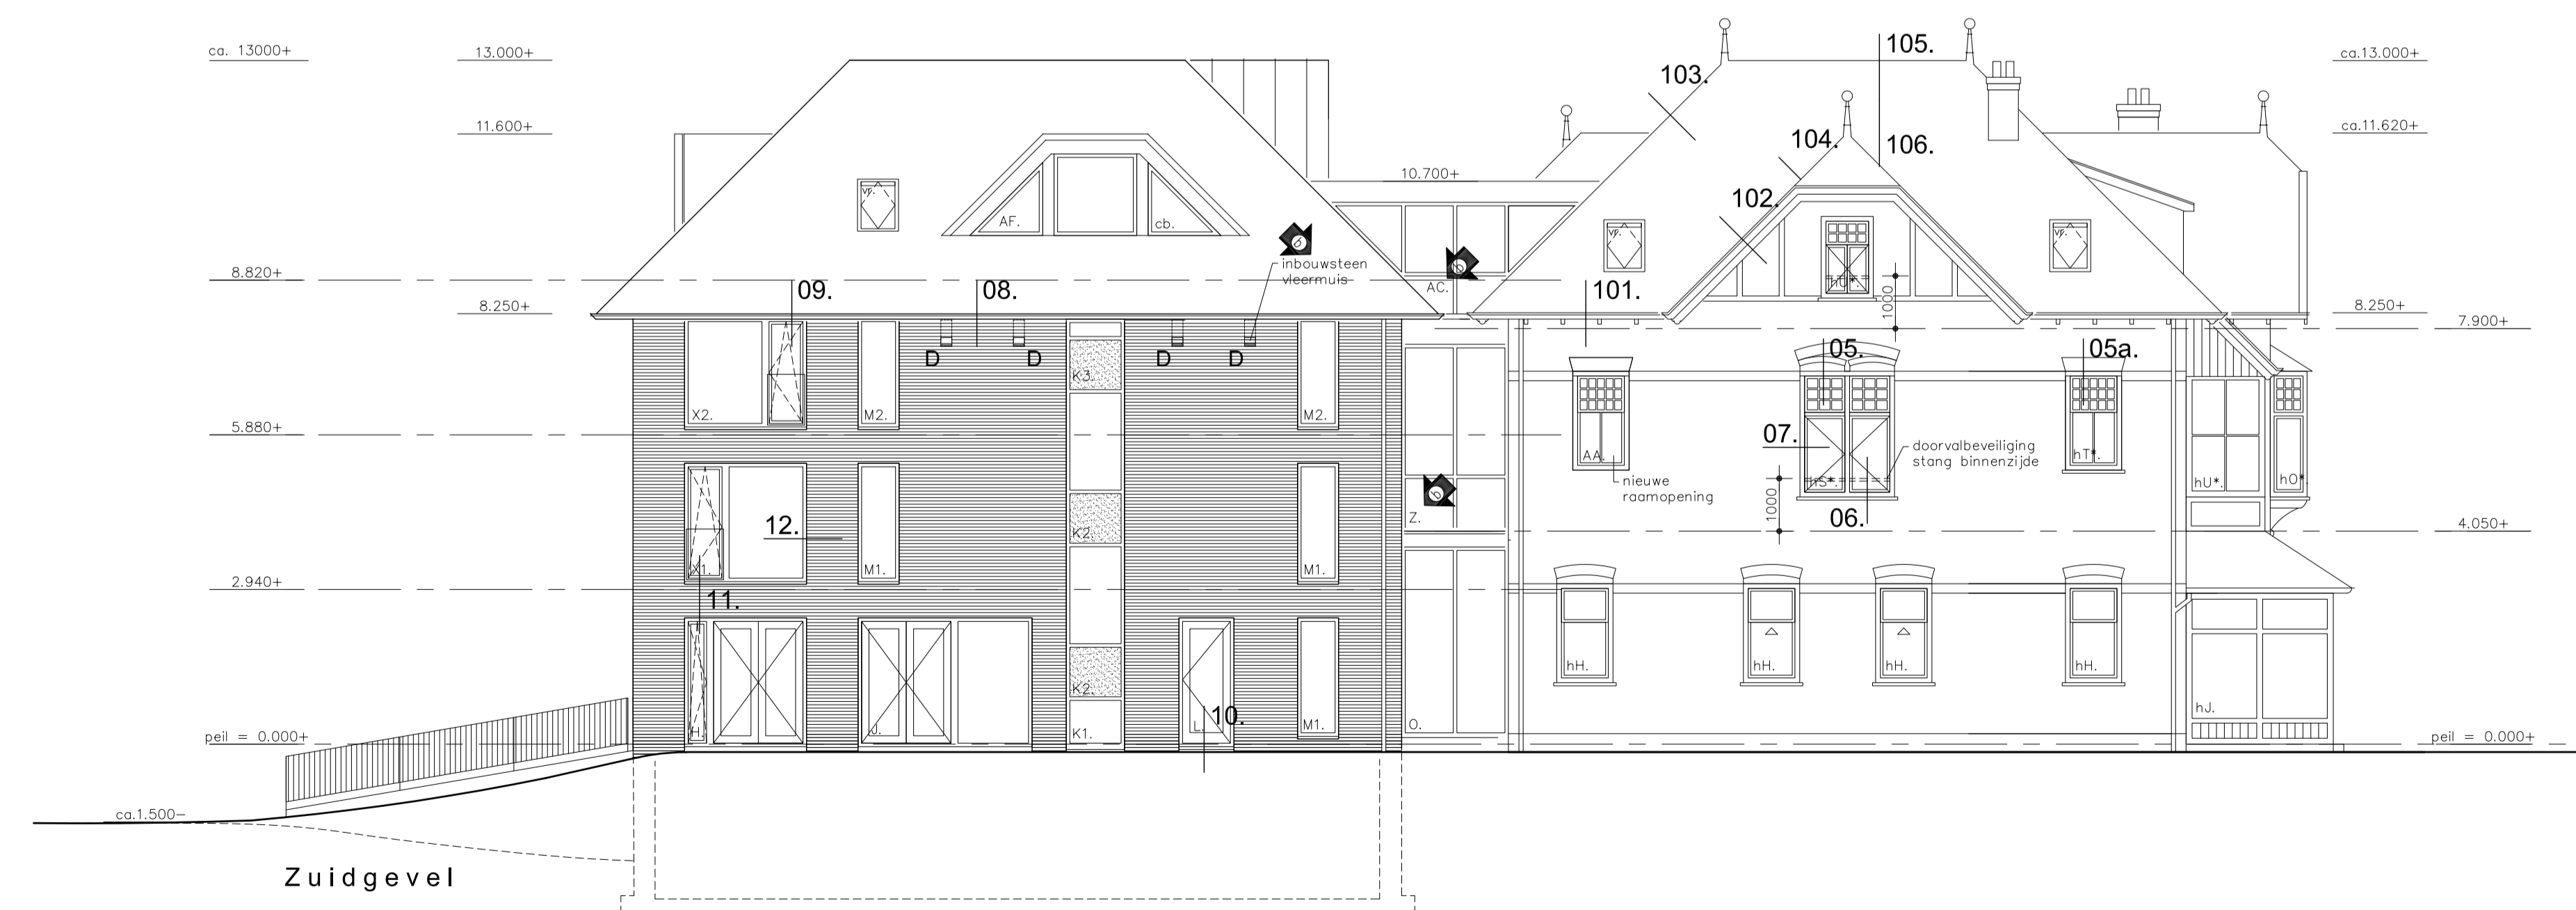 ca. 13000+
13.000+
105.
ca.13.000+
103.
11.600+
104.
106.
ca.11.620+
10.700+
vp.
102.
AF.
cb.
vp.
vp.
8.820+
inbouwsteen
vleermuis
AC.
hU*.
09.
08.
101.
1000
8.250+
8.250+
7.900+
D
D
D
D
05.
05a.
K3.
X2.
M2.
M2.
5.880+
07.
doorvalbeveiliging
stang binnenzijde
AA.
hT*.
nieuwe
raamopening
hS*.
hU*.
hO*.
12.
K2.
Z.
1000
06.
4.050+
X1.
M1.
M1.
2.940+
11.
hH.
hH.
hH.
hH.
K2.
hJ.
H.
J.
K1.
L.
10.
M1.
O.
peil = 0.000+
peil = 0.000+
ca.1.500-
Zuidgevel